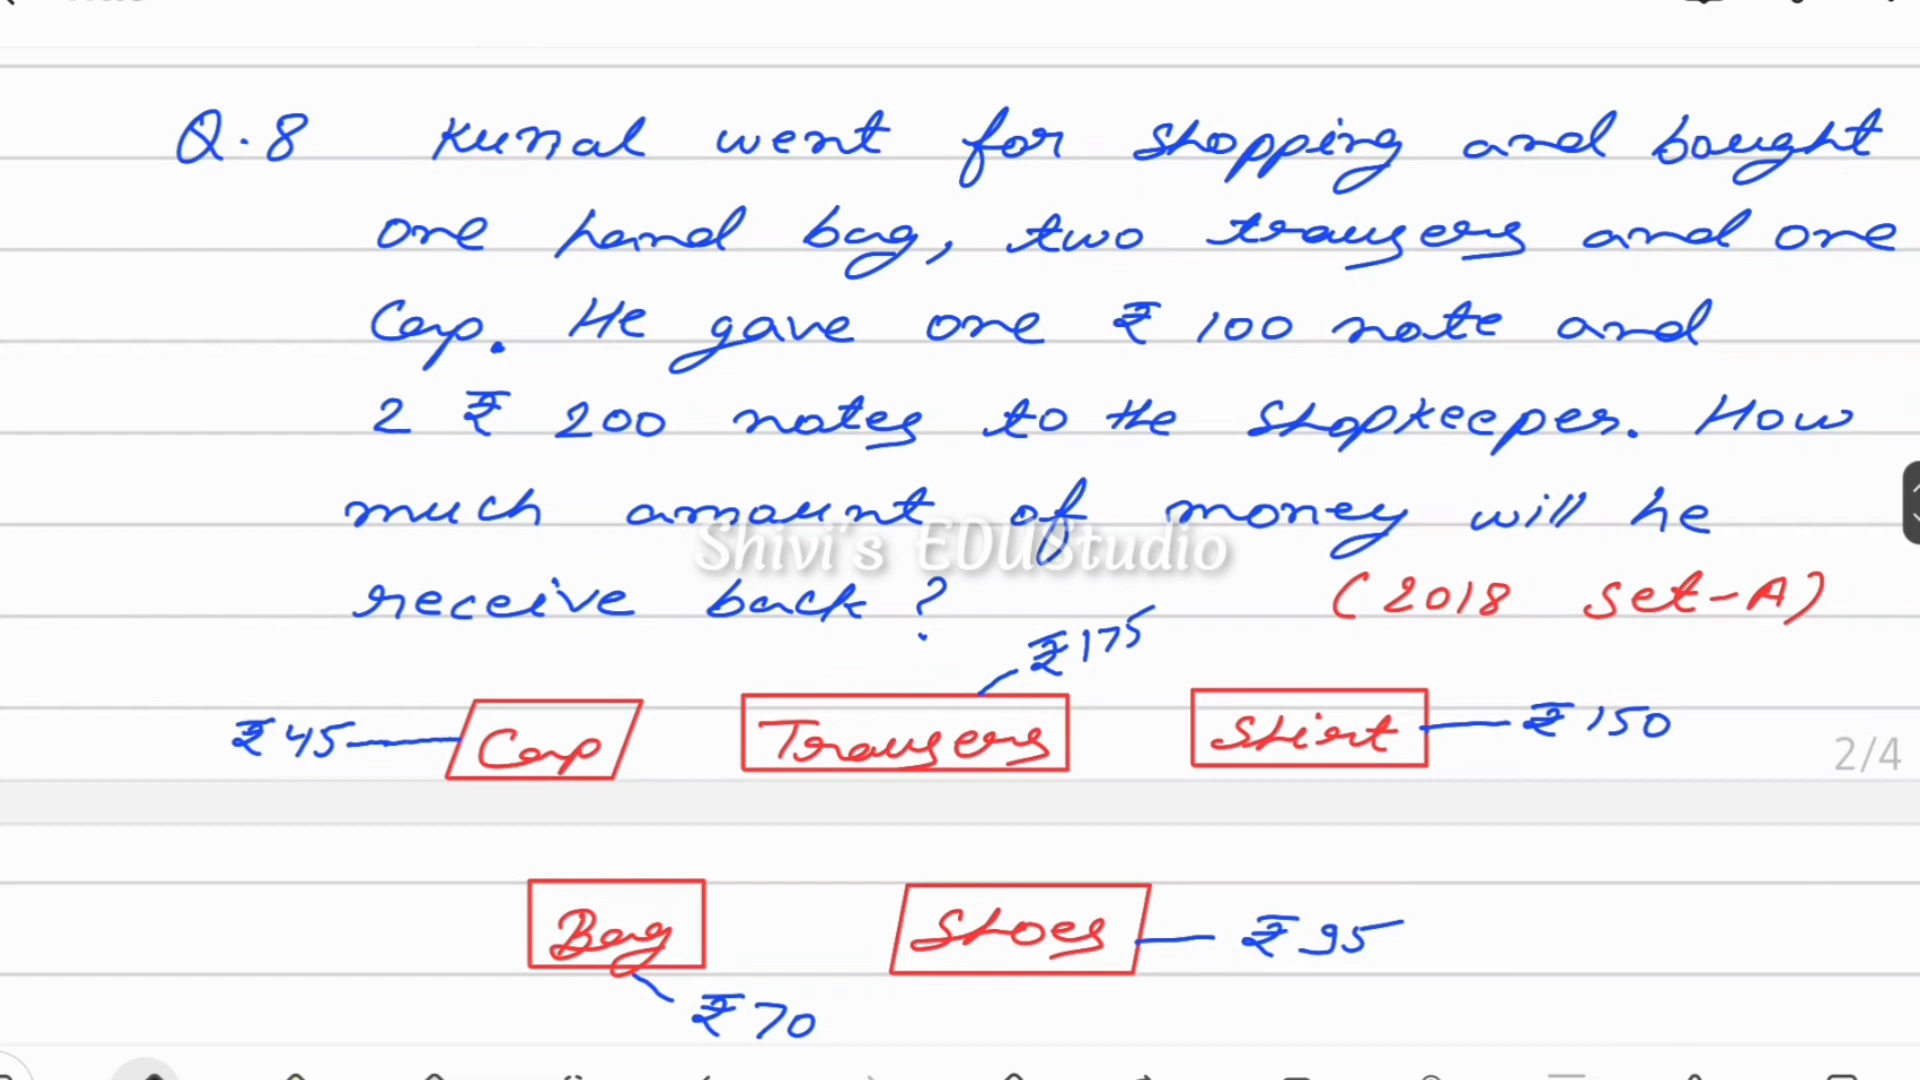 Q.8 Kunal went for shopping and bought
one hand bag, two trousers and one
Cap. He gave one ₹ 100 note and
2 ₹ 200 notes to the shopkeeper. How
much amount of money will he
Shivi's EDUStudio
receive back? (2018 Set-A)
₹175
₹45 Cap Trousers Shirt ₹150
2/4
Bag Shoes ₹95
₹70